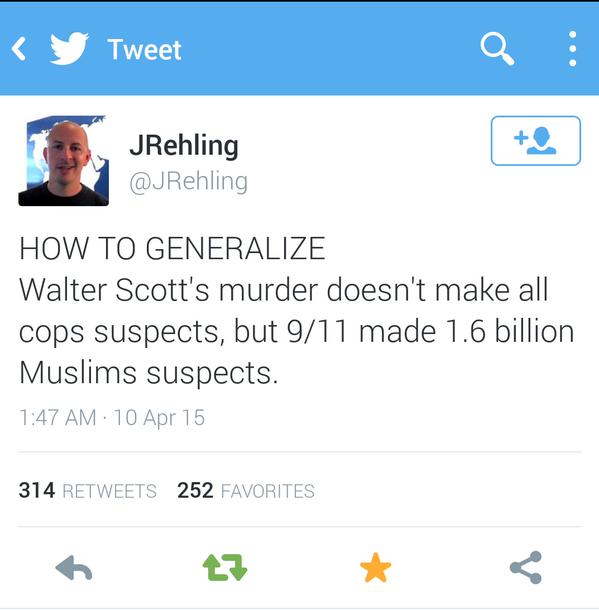 Tweet
JRehling
@JRehling
HOW TO GENERALIZE
Walter Scott's murder doesn't make all
cops suspects, but 9/11 made 1.6 billion
Muslims suspects.
1:47 AM · 10 Apr 15
314 RETWEETS 252 FAVORITES